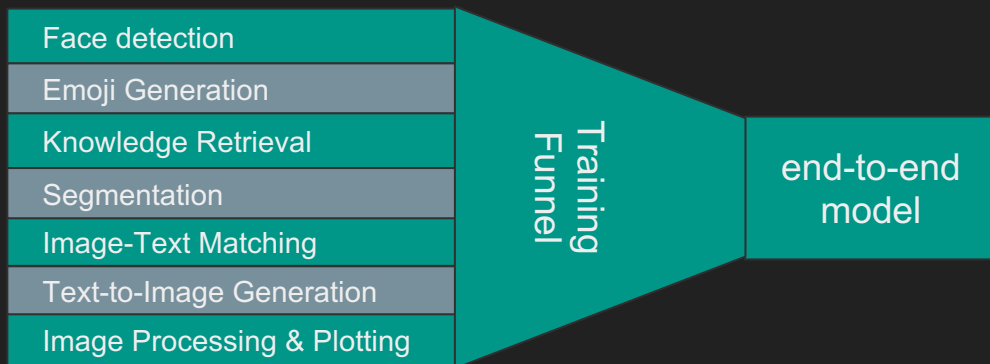 Face detection
Emoji Generation
Knowledge Retrieval
Segmentation
Image-Text Matching
Text-to-Image Generation
Image Processing & Plotting
Training
Funnel
end-to-end
model